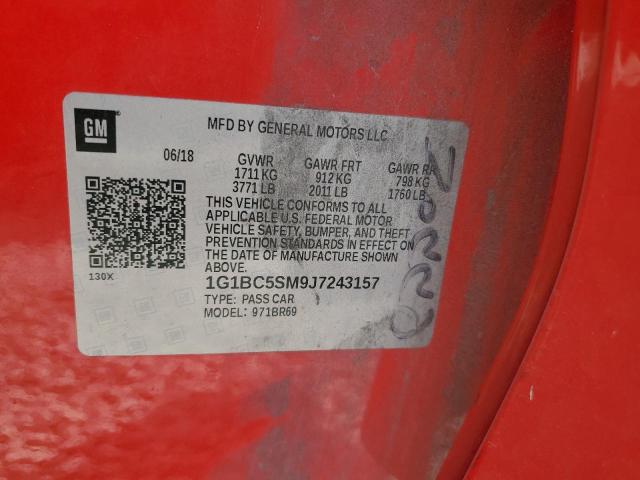 GM
MFD BY GENERAL MOTORS LLC
06/18 GVWR GAWR FRT GAWR RR
1711 KG 912 KG 798 KG
3771 LB 2011 LB 1760 LB
THIS VEHICLE CONFORMS TO ALL
APPLICABLE U.S. FEDERAL MOTOR
VEHICLE SAFETY, BUMPER, AND THEFT
PREVENTION STANDARDS IN EFFECT ON
THE DATE OF MANUFACTURE SHOWN
ABOVE.
130X
1G1BC5SM9J7243157
TYPE: PASS CAR
MODEL: 971BR69